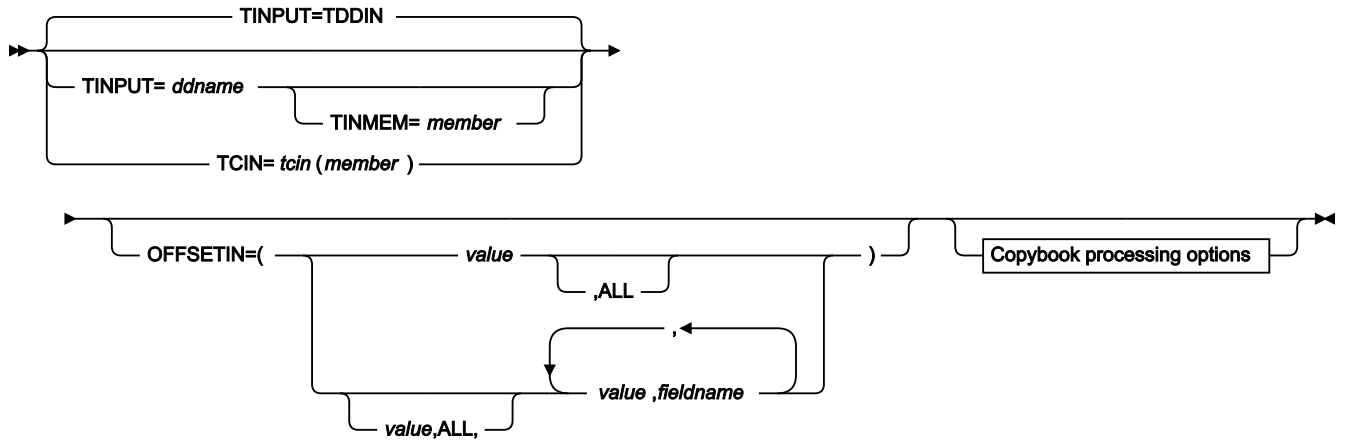 TINPUT=TDDIN
TINPUT= ddname
TINMEM= member
TCIN= tcin (member )
OFFSETIN=( value )
,ALL
,
value ,fieldname
value,ALL,
Copybook processing options